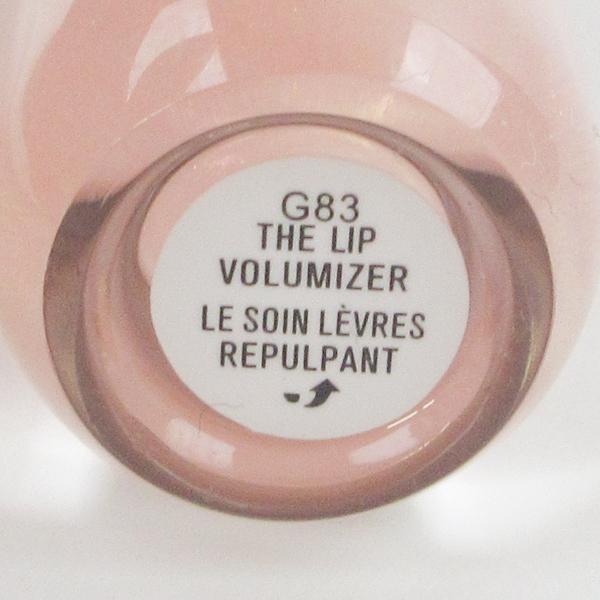 G83
THE LIP
VOLUMIZER
LE SOIN LÈVRES
REPULPANT